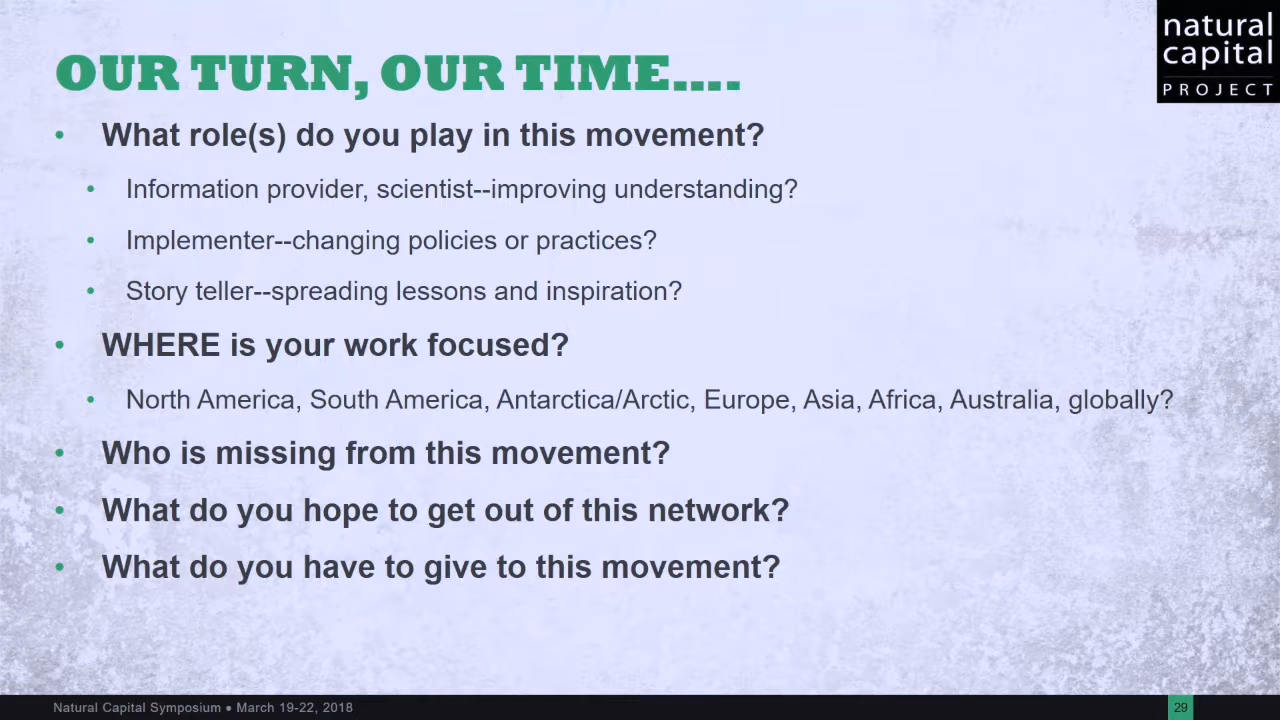 natural
capital
PROJECT
OUR TURN, OUR TIME....
• What role(s) do you play in this movement?
• Information provider, scientist--improving understanding?
• Implementer--changing policies or practices?
• Story teller--spreading lessons and inspiration?
• WHERE is your work focused?
• North America, South America, Antarctica/Arctic, Europe, Asia, Africa, Australia, globally?
• Who is missing from this movement?
• What do you hope to get out of this network?
• What do you have to give to this movement?
Natural Capital Symposium ● March 19-22, 2018
29